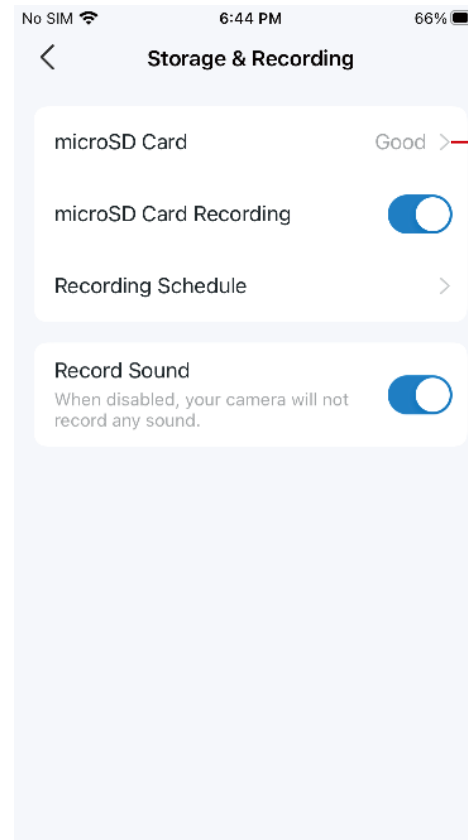 No SIM 6:44 PM 66%
Storage & Recording
microSD Card Good
microSD Card Recording
Recording Schedule
Record Sound
When disabled, your camera will not
record any sound.